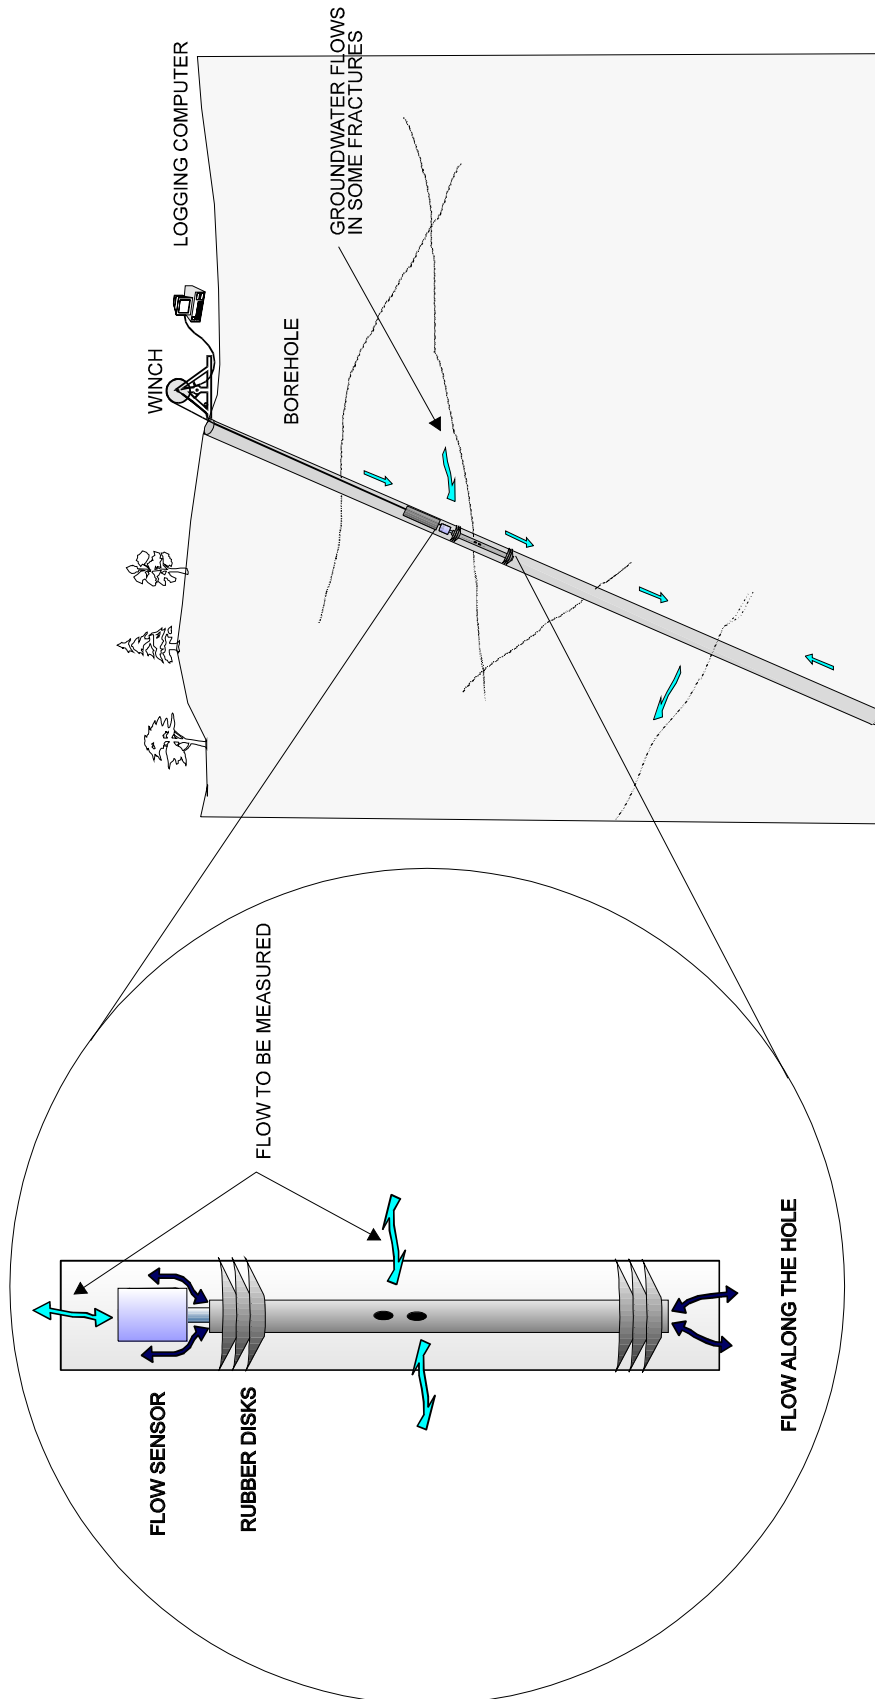 WINCH
LOGGING COMPUTER
BOREHOLE
GROUNDWATER FLOWS
IN SOME FRACTURES
FLOW TO BE MEASURED
FLOW SENSOR
RUBBER DISKS
FLOW ALONG THE HOLE